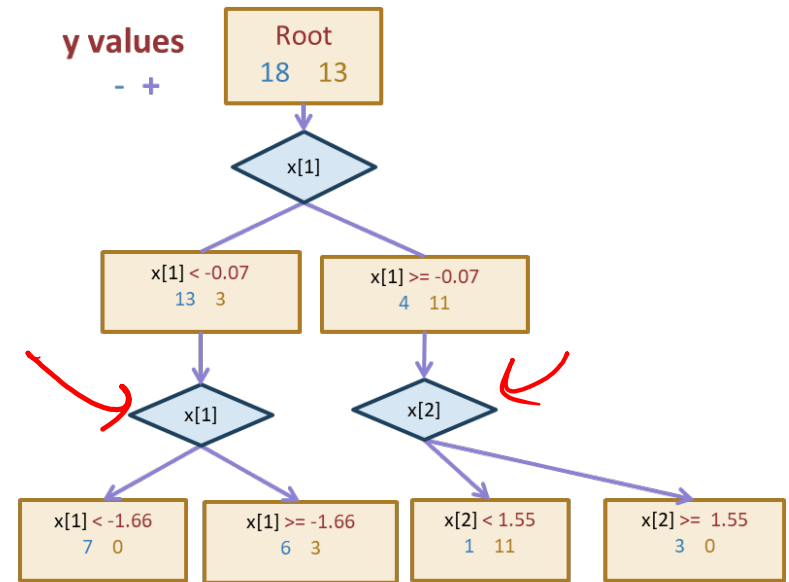 y values
- +
Root
18 13
x[1]
x[1] < -0.07
13 3
x[1] >= -0.07
4 11
x[1]
x[2]
x[1] < -1.66
7 0
x[1] >= -1.66
6 3
x[2] < 1.55
1 11
x[2] >= 1.55
3 0